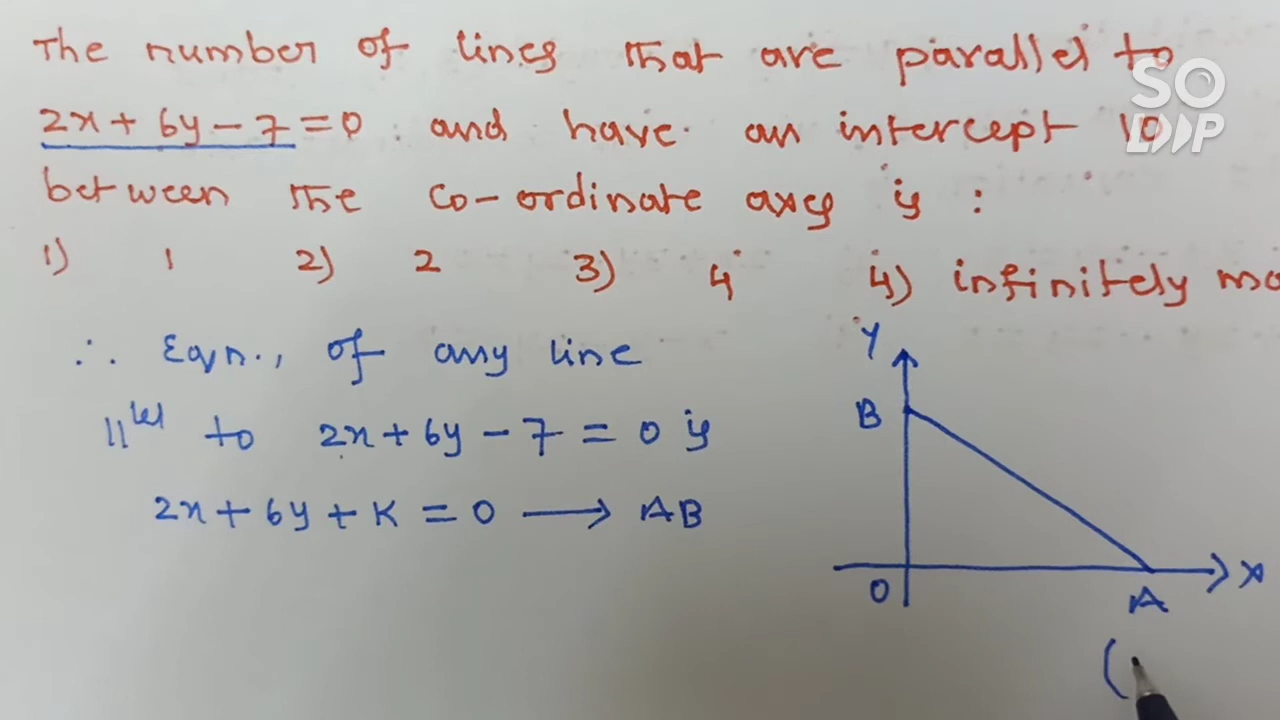 The number of lines that are parallel to
2x + 6y - 7 = 0 and have an intercept 10
between the co-ordinate axes is :
1) 1 2) 2 3) 4 4) infinitely
∴ Eqn., of any line
||lel to 2x + 6y - 7 = 0 is
2x + 6y + K = 0 → AB
Y
B
O
A
X
(
SO
LOOP